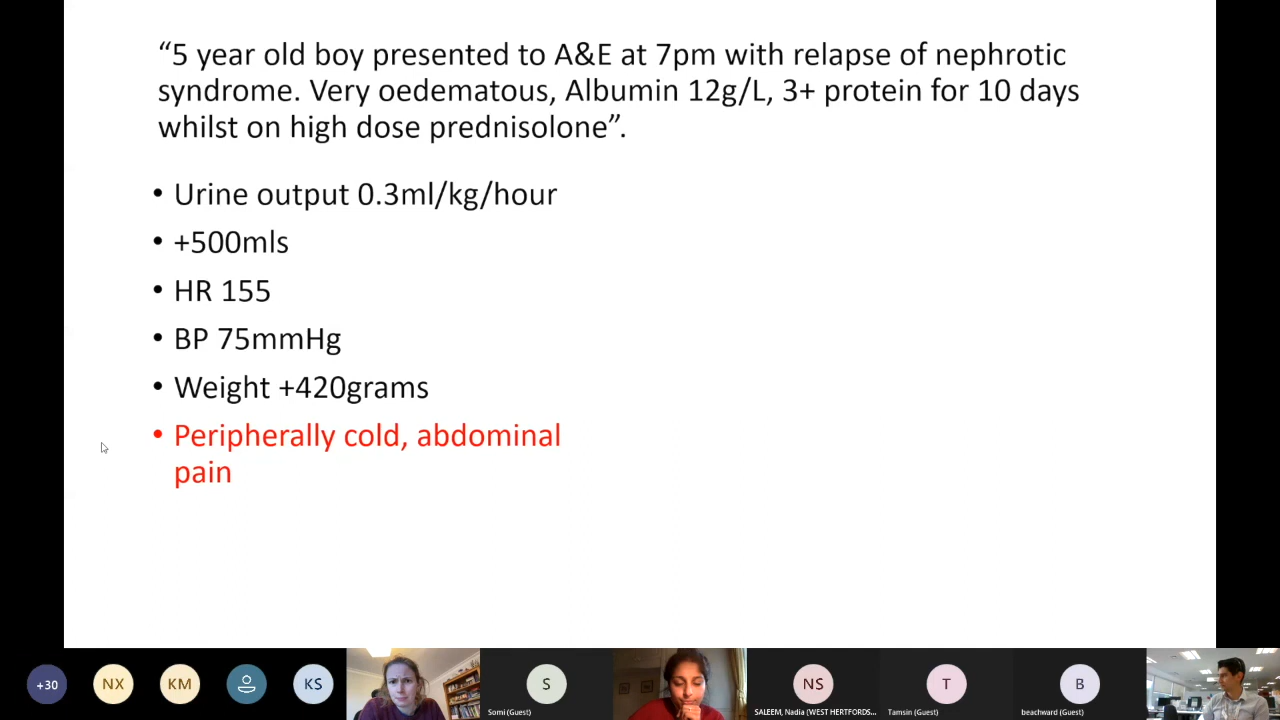 “5 year old boy presented to A&E at 7pm with relapse of nephrotic
syndrome. Very oedematous, Albumin 12g/L, 3+ protein for 10 days
whilst on high dose prednisolone”.
• Urine output 0.3ml/kg/hour
• +500mls
• HR 155
• BP 75mmHg
• Weight +420grams
• Peripherally cold, abdominal
pain
+30
NX
KM
KS
S
NS
T
B
Somi (Guest)
SALEEM, Nadia (WEST HERTFORDS...
Tamsin (Guest)
beachward (Guest)